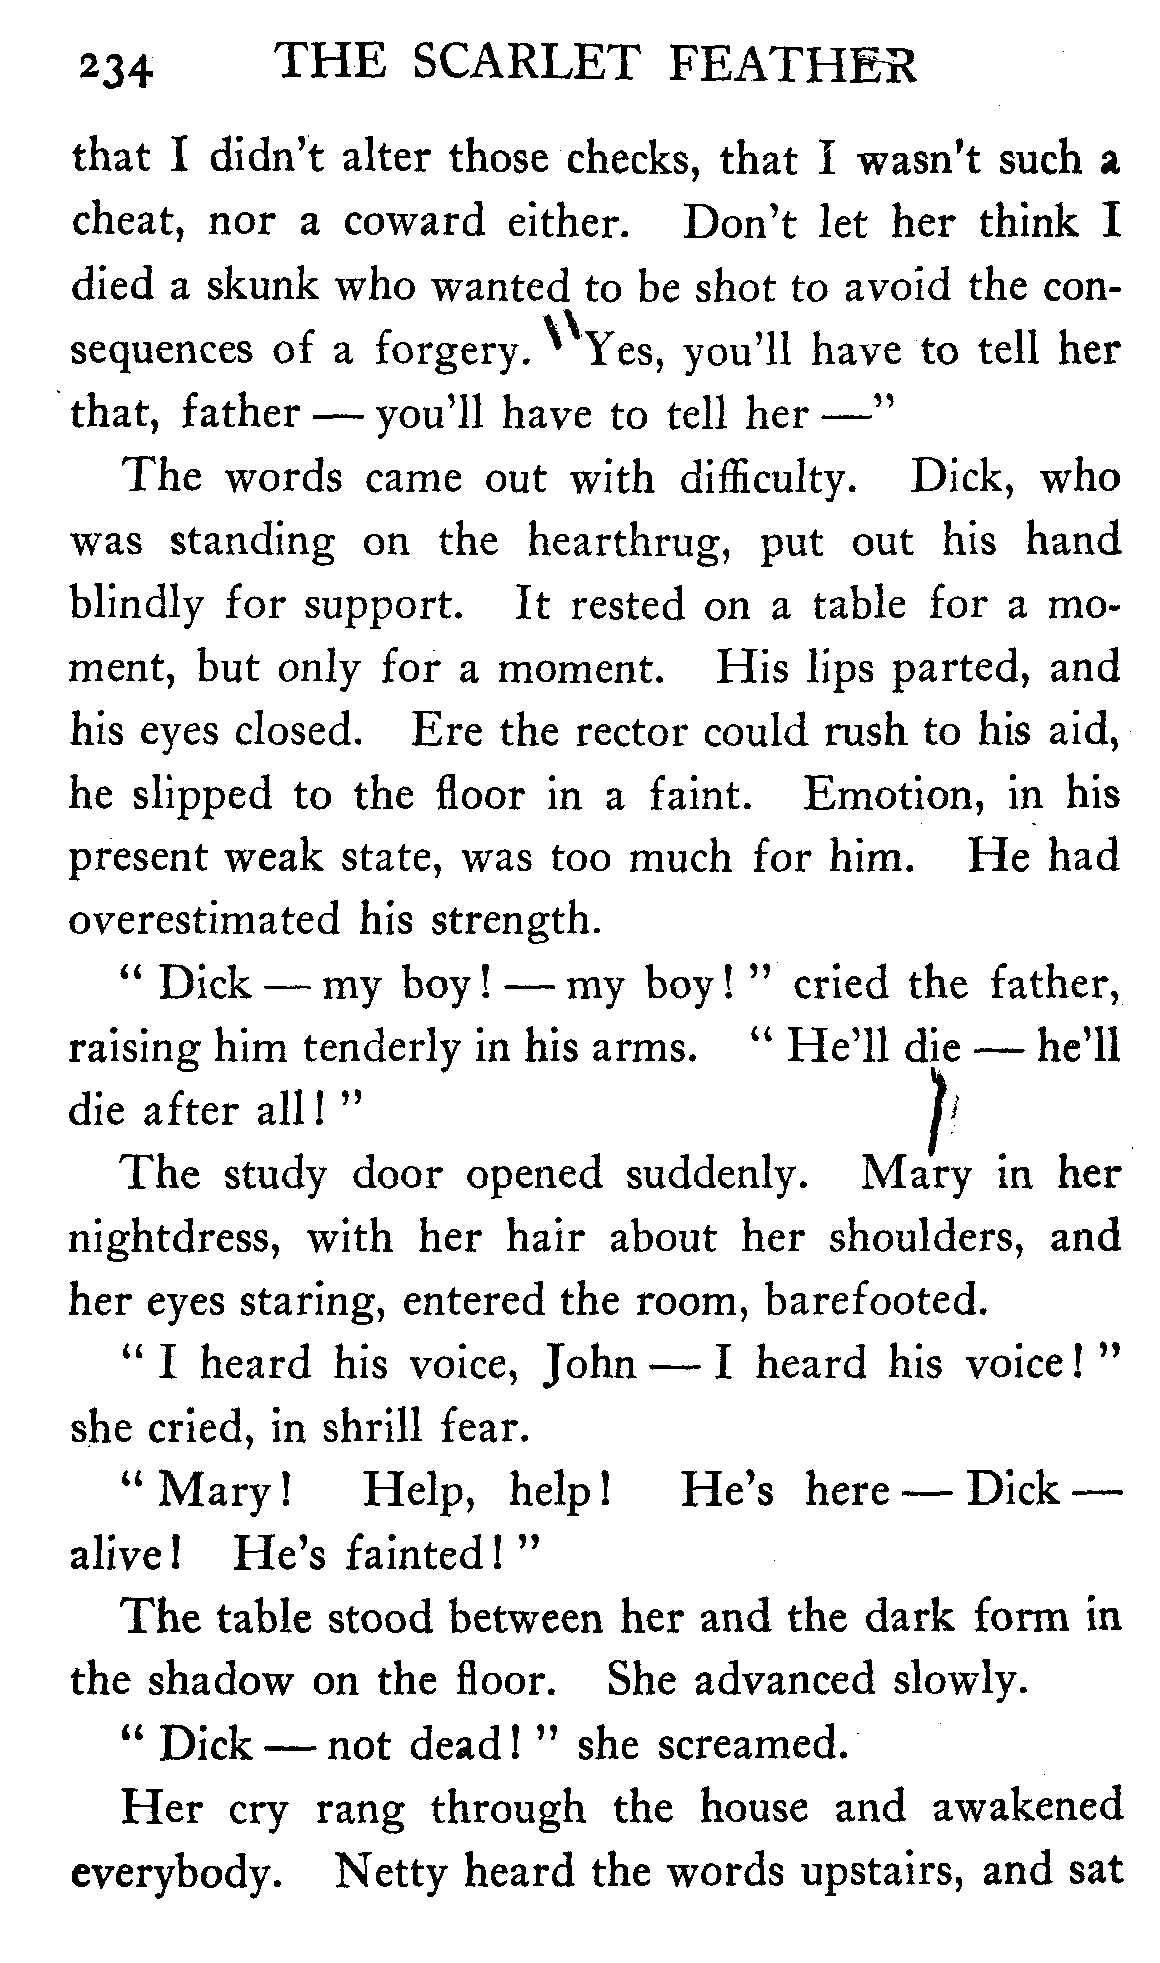 234 THE SCARLET FEATHER
that I didn't alter those checks, that I wasn't such a
cheat, nor a coward either. Don't let her think I
died a skunk who wanted to be shot to avoid the con-
sequences of a forgery. "Yes, you'll have to tell her
that, father — you'll have to tell her —"
The words came out with difficulty. Dick, who
was standing on the hearthrug, put out his hand
blindly for support. It rested on a table for a mo-
ment, but only for a moment. His lips parted, and
his eyes closed. Ere the rector could rush to his aid,
he slipped to the floor in a faint. Emotion, in his
present weak state, was too much for him. He had
overestimated his strength.
" Dick — my boy! — my boy! " cried the father,
raising him tenderly in his arms. " He'll die — he'll
die after all! "
The study door opened suddenly. Mary in her
nightdress, with her hair about her shoulders, and
her eyes staring, entered the room, barefooted.
" I heard his voice, John — I heard his voice! "
she cried, in shrill fear.
" Mary! Help, help! He's here — Dick —
alive! He's fainted! "
The table stood between her and the dark form in
the shadow on the floor. She advanced slowly.
" Dick — not dead! " she screamed.
Her cry rang through the house and awakened
everybody. Netty heard the words upstairs, and sat